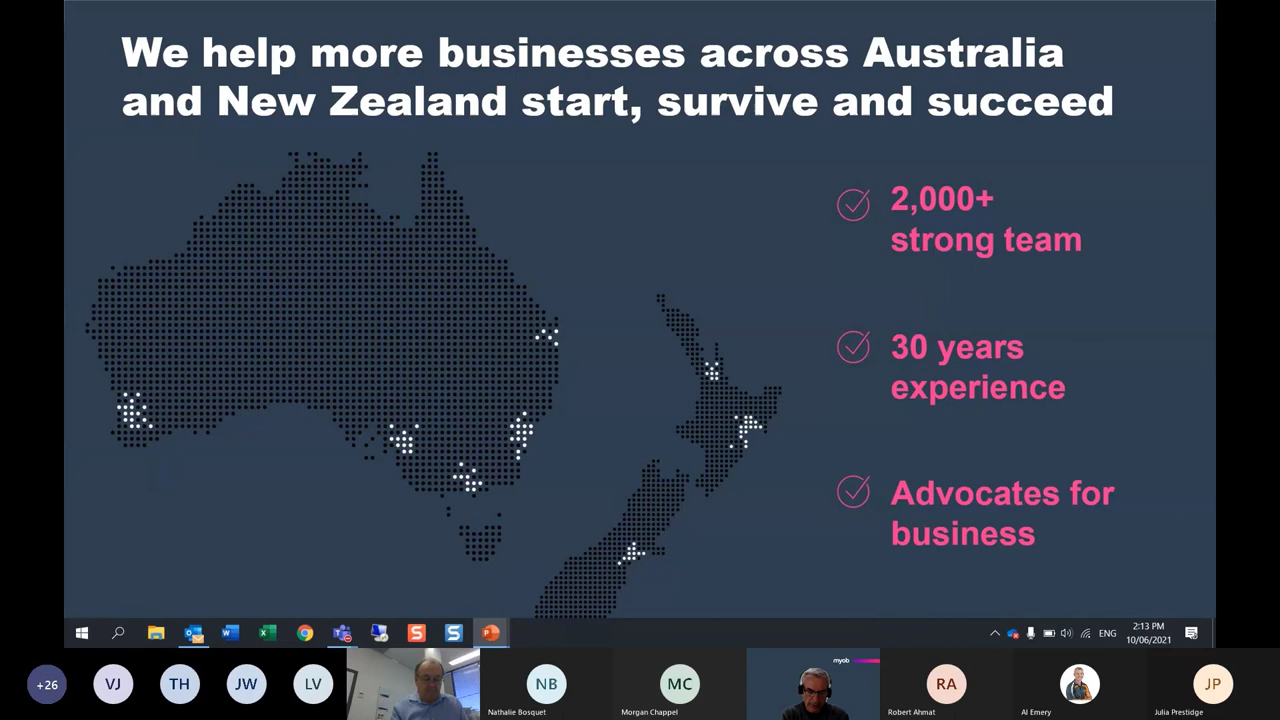 We help more businesses across Australia
and New Zealand start, survive and succeed
2,000+
strong team
30 years
experience
Advocates for
business
ENG
2:13 PM
10/06/2021
+26
VJ
TH
JW
LV
NB
Nathalie Bosquet
MC
Morgan Chappel
myob
RA
Robert Ahmat
Al Emery
JP
Julia Prestidge